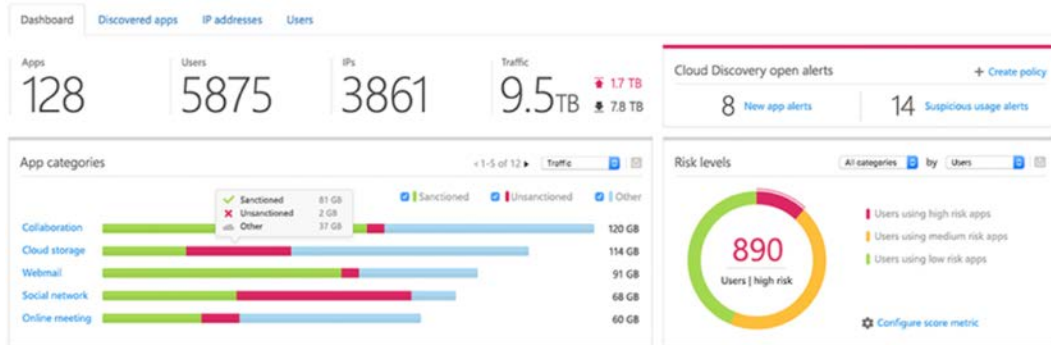 Dashboard Discovered apps IP addresses Users
Apps
128
Users
5875
IPs
3861
Traffic
9.5TB
1.7 TB
7.8 TB
Cloud Discovery open alerts + Create policy
8 New app alerts
14 Suspicious usage alerts
App categories 1-5 of 12 Traffic
Sanctioned Unsanctioned Other
Sanctioned 81 GB
Unsanctioned 2 GB
Other 37 GB
Collaboration 120 GB
Cloud storage 114 GB
Webmail 91 GB
Social network 68 GB
Online meeting 60 GB
Risk levels All categories by Users
890
Users | high risk
Users using high risk apps
Users using medium risk apps
Users using low risk apps
Configure score metric